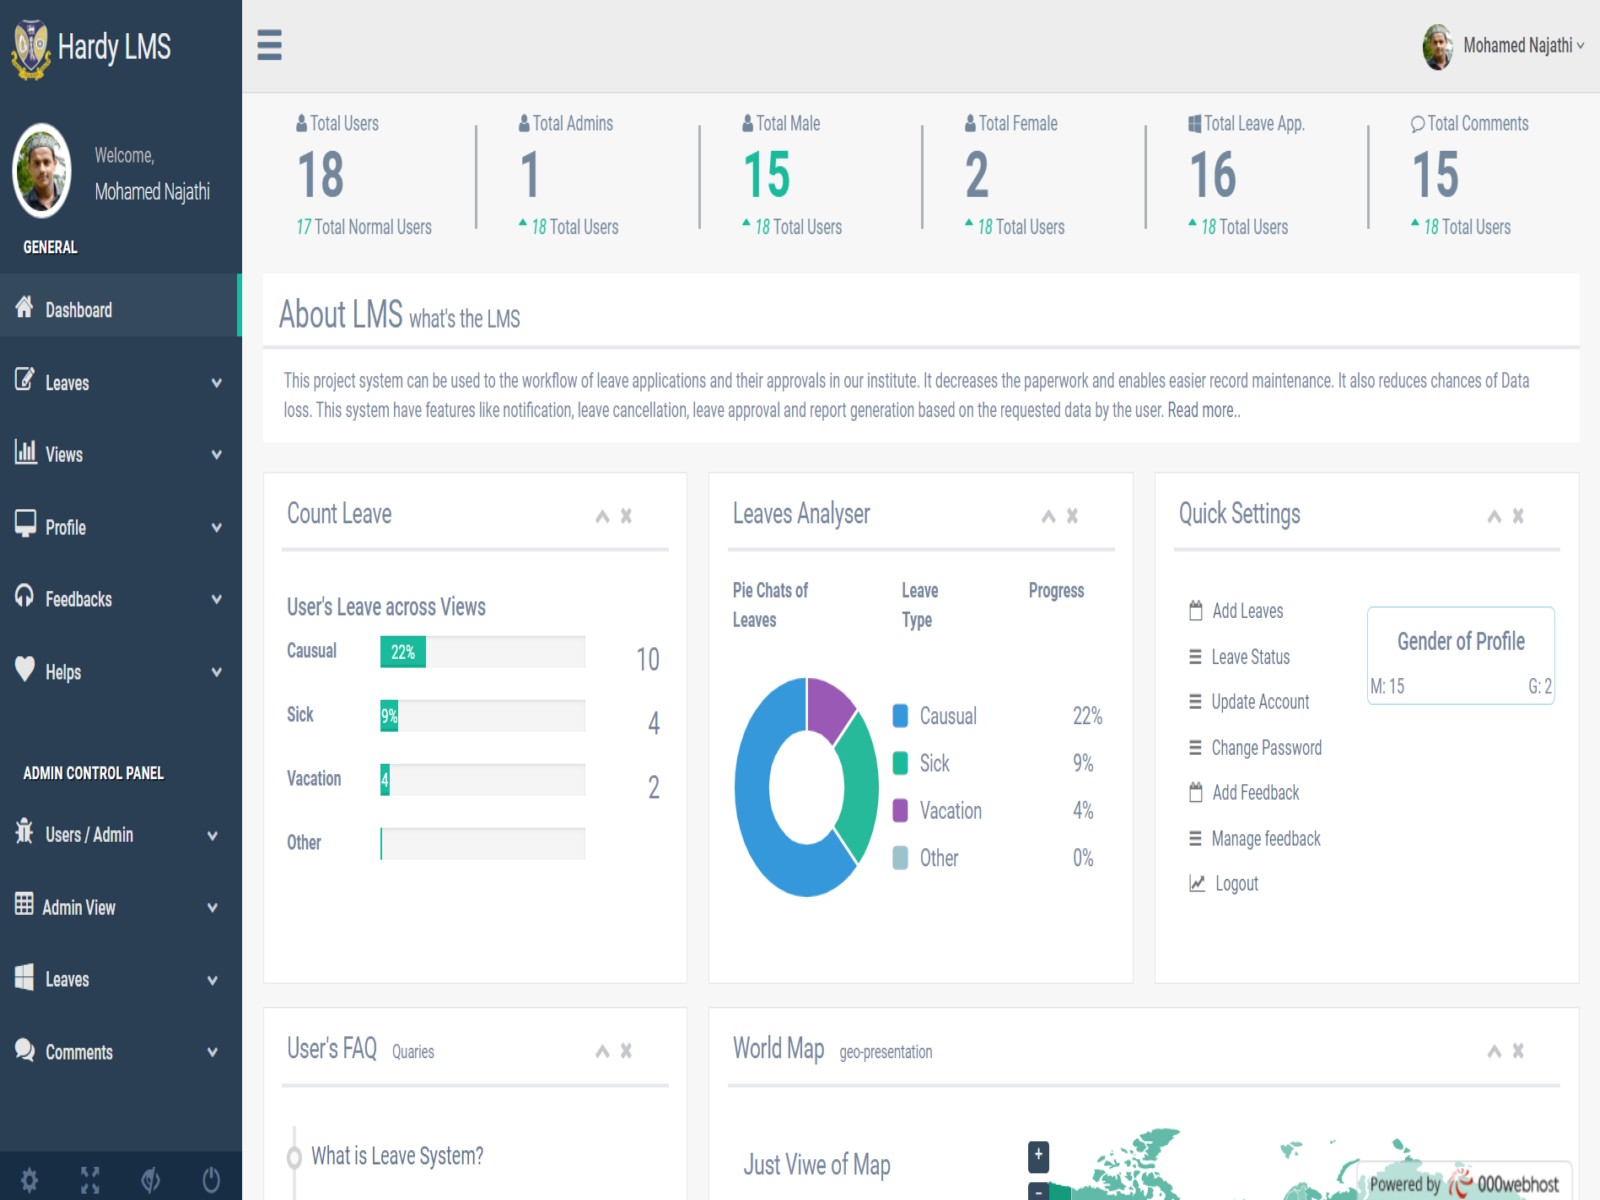 Hardy LMS
Welcome,
Mohamed Najathi
GENERAL
Dashboard
Leaves
Views
Profile
Feedbacks
Helps
ADMIN CONTROL PANEL
Users / Admin
Admin View
Leaves
Comments
Mohamed Najathi
Total Users
18
17 Total Normal Users
Total Admins
1
18 Total Users
Total Male
15
18 Total Users
Total Female
2
18 Total Users
Total Leave App.
16
18 Total Users
Total Comments
15
18 Total Users
About LMS what's the LMS
This project system can be used to the workflow of leave applications and their approvals in our institute. It decreases the paperwork and enables easier record maintenance. It also reduces chances of Data
loss. This system have features like notification, leave cancellation, leave approval and report generation based on the requested data by the user. Read more..
Count Leave
User's Leave across Views
Causual 22% 10
Sick 9% 4
Vacation 4 2
Other
Leaves Analyser
Pie Chats of
Leaves
Leave
Type
Progress
Causual 22%
Sick 9%
Vacation 4%
Other 0%
Quick Settings
Add Leaves
Leave Status
Update Account
Change Password
Add Feedback
Manage feedback
Logout
Gender of Profile
M: 15 G: 2
User's FAQ Quaries
What is Leave System?
World Map geo-presentation
Just Viwe of Map
+
−
Powered by 000webhost